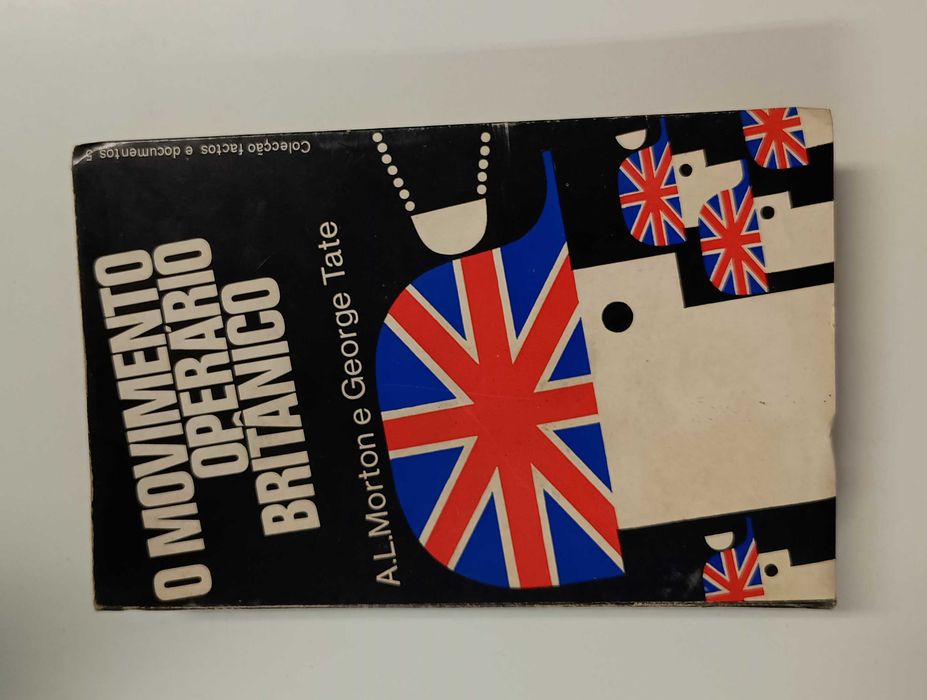 Colecção factos e documentos 5
O MOVIMENTO
OPERÁRIO
BRITÂNICO
A.L.Morton e George Tate